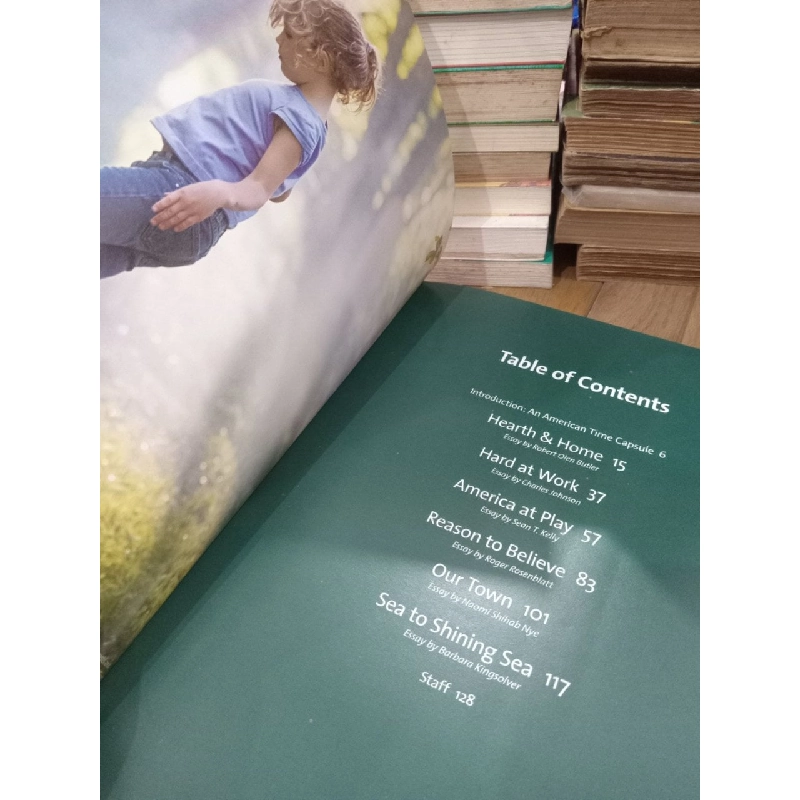 Table of Contents
Introduction: An American Time Capsule 6
Hearth & Home 15
Essay by Robert Olen Butler
Hard at Work 37
Essay by Charles Johnson
America at Play 57
Essay by Sean T. Kelly
Reason to Believe 83
Essay by Roger Rosenblatt
Our Town 101
Essay by Naomi Shihab Nye
Sea to Shining Sea 117
Essay by Barbara Kingsolver
Staff 128